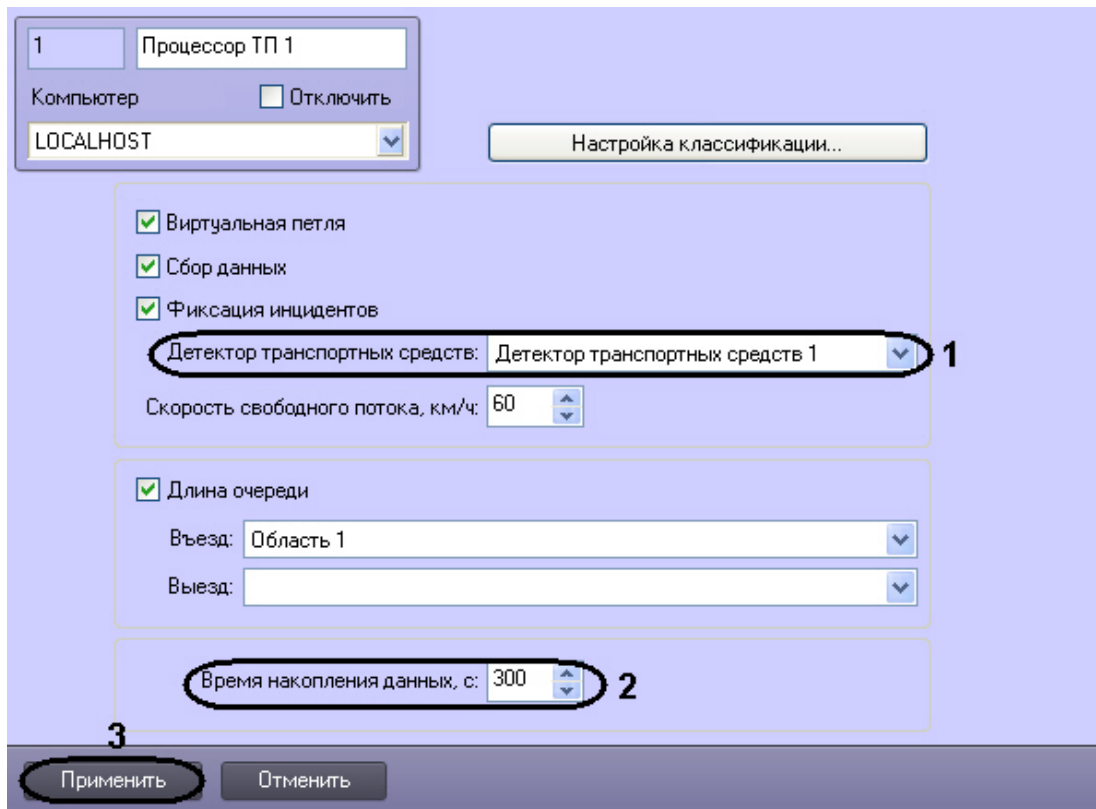 1 Процессор ТП 1
Компьютер Отключить
LOCALHOST
Настройка классификации...
Виртуальная петля
Сбор данных
Фиксация инцидентов
Детектор транспортных средств: Детектор транспортных средств 1 1
Скорость свободного потока, км/ч: 60
Длина очереди
Въезд: Область 1
Выезд:
Время накопления данных, с: 300 2
3
Применить Отменить